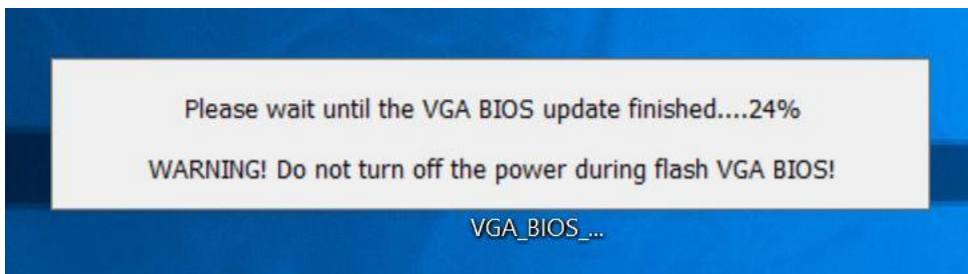 Please wait until the VGA BIOS update finished....24%
WARNING! Do not turn off the power during flash VGA BIOS!
VGA_BIOS_...